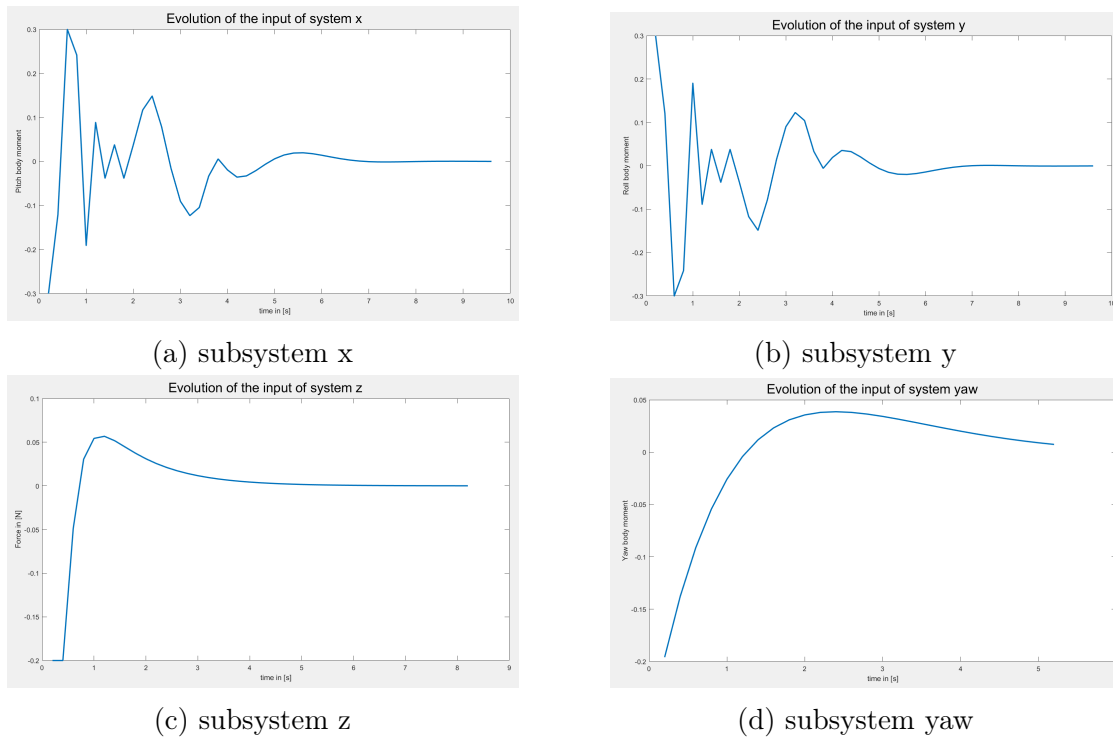 Evolution of the input of system x
0.3
0.2
0.1
0
-0.1
-0.2
-0.3
Pitch body moment
0 1 2 3 4 5 6 7 8 9 10
time in [s]
(a) subsystem x
Evolution of the input of system y
0.3
0.2
0.1
0
-0.1
-0.2
-0.3
Roll body moment
0 1 2 3 4 5 6 7 8 9 10
time in [s]
(b) subsystem y
Evolution of the input of system z
0.1
0.05
0
-0.05
-0.1
-0.15
-0.2
Force in [N]
0 1 2 3 4 5 6 7 8 9
time in [s]
(c) subsystem z
Evolution of the input of system yaw
0.05
0
-0.05
-0.1
-0.15
-0.2
Yaw body moment
0 1 2 3 4 5
time in [s]
(d) subsystem yaw